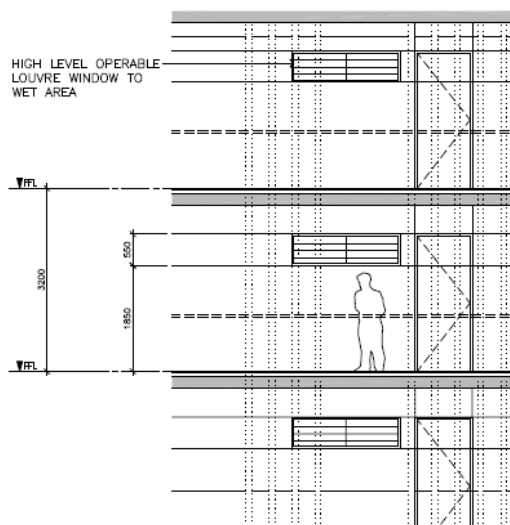 HIGH LEVEL OPERABLE
LOUVRE WINDOW TO
WET AREA
FFL
550
3200
1850
FFL